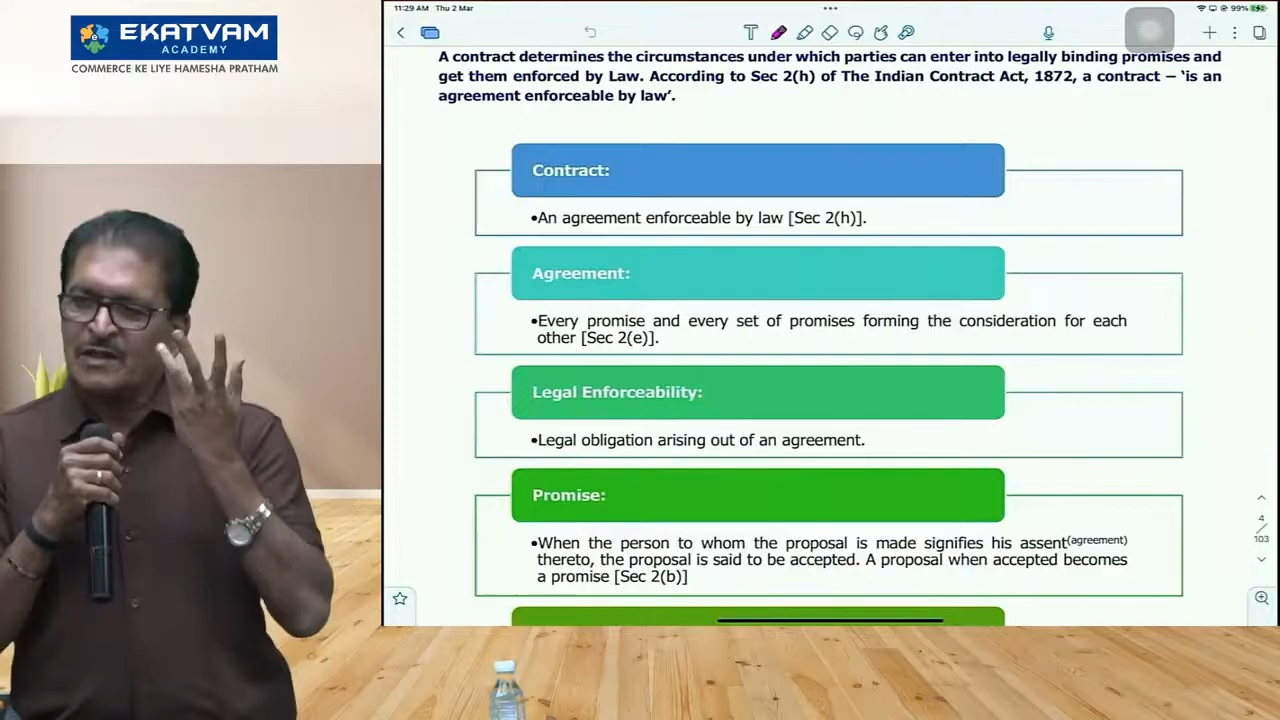 EKATVAM
ACADEMY
COMMERCE KE LIYE HAMESHA PRATHAM
11:29 AM Thu 2 Mar
99%
A contract determines the circumstances under which parties can enter into legally binding promises and
get them enforced by Law. According to Sec 2(h) of The Indian Contract Act, 1872, a contract – ‘is an
agreement enforceable by law’.
Contract:
•An agreement enforceable by law [Sec 2(h)].
Agreement:
•Every promise and every set of promises forming the consideration for each
other [Sec 2(e)].
Legal Enforceability:
•Legal obligation arising out of an agreement.
Promise:
•When the person to whom the proposal is made signifies his assent(agreement)
thereto, the proposal is said to be accepted. A proposal when accepted becomes
a promise [Sec 2(b)]
4
103